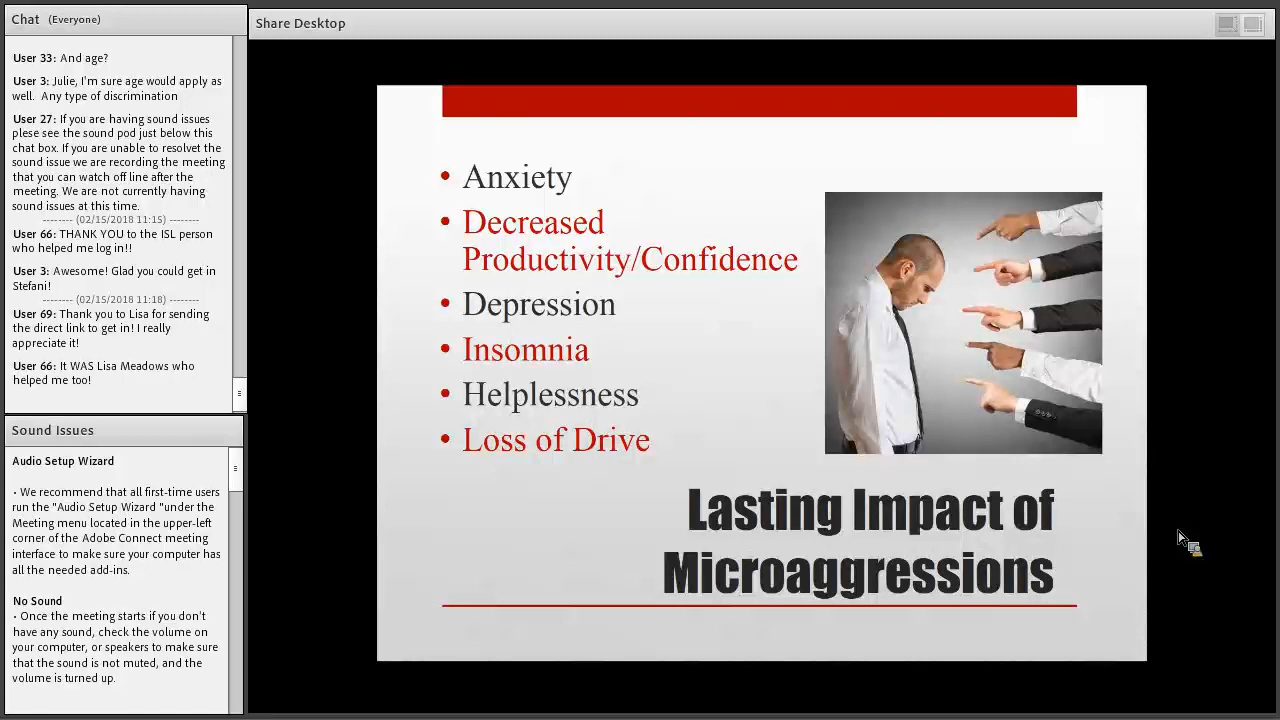 Chat (Everyone)
User 33: And age?
User 3: Julie, I'm sure age would apply as
well. Any type of discrimination
User 27: If you are having sound issues
plese see the sound pod just below this
chat box. If you are unable to resolvet the
sound issue we are recording the meeting
that you can watch off line after the
meeting. We are not currently having
sound issues at this time.
-------- (02/15/2018 11:15) --------
User 66: THANK YOU to the ISL person
who helped me log in!!
User 3: Awesome! Glad you could get in
Stefani!
-------- (02/15/2018 11:18) --------
User 69: Thank you to Lisa for sending
the direct link to get in! I really
appreciate it!
User 66: It WAS Lisa Meadows who
helped me too!
Sound Issues
Audio Setup Wizard
• We recommend that all first-time users
run the "Audio Setup Wizard "under the
Meeting menu located in the upper-left
corner of the Adobe Connect meeting
interface to make sure your computer has
all the needed add-ins.
No Sound
• Once the meeting starts if you don't
have any sound, check the volume on
your computer, or speakers to make sure
that the sound is not muted, and the
volume is turned up.
Share Desktop
• Anxiety
• Decreased
Productivity/Confidence
• Depression
• Insomnia
• Helplessness
• Loss of Drive
Lasting Impact of
Microaggressions